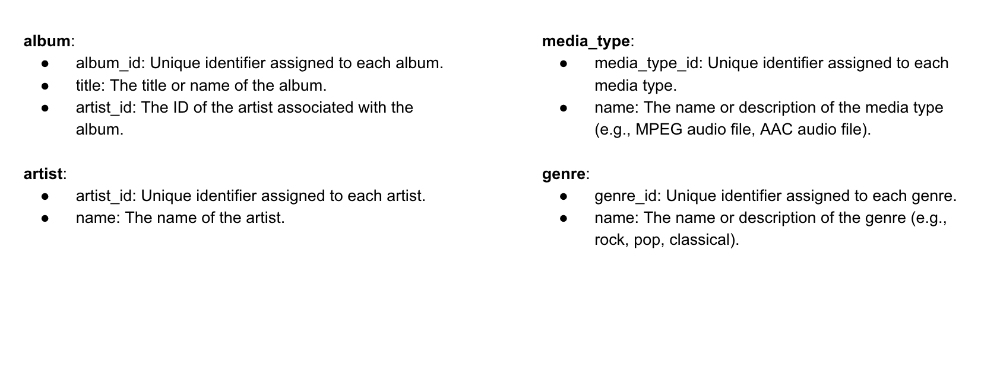 album:
● album_id: Unique identifier assigned to each album.
● title: The title or name of the album.
● artist_id: The ID of the artist associated with the
album.
artist:
● artist_id: Unique identifier assigned to each artist.
● name: The name of the artist.
media_type:
● media_type_id: Unique identifier assigned to each
media type.
● name: The name or description of the media type
(e.g., MPEG audio file, AAC audio file).
genre:
● genre_id: Unique identifier assigned to each genre.
● name: The name or description of the genre (e.g.,
rock, pop, classical).